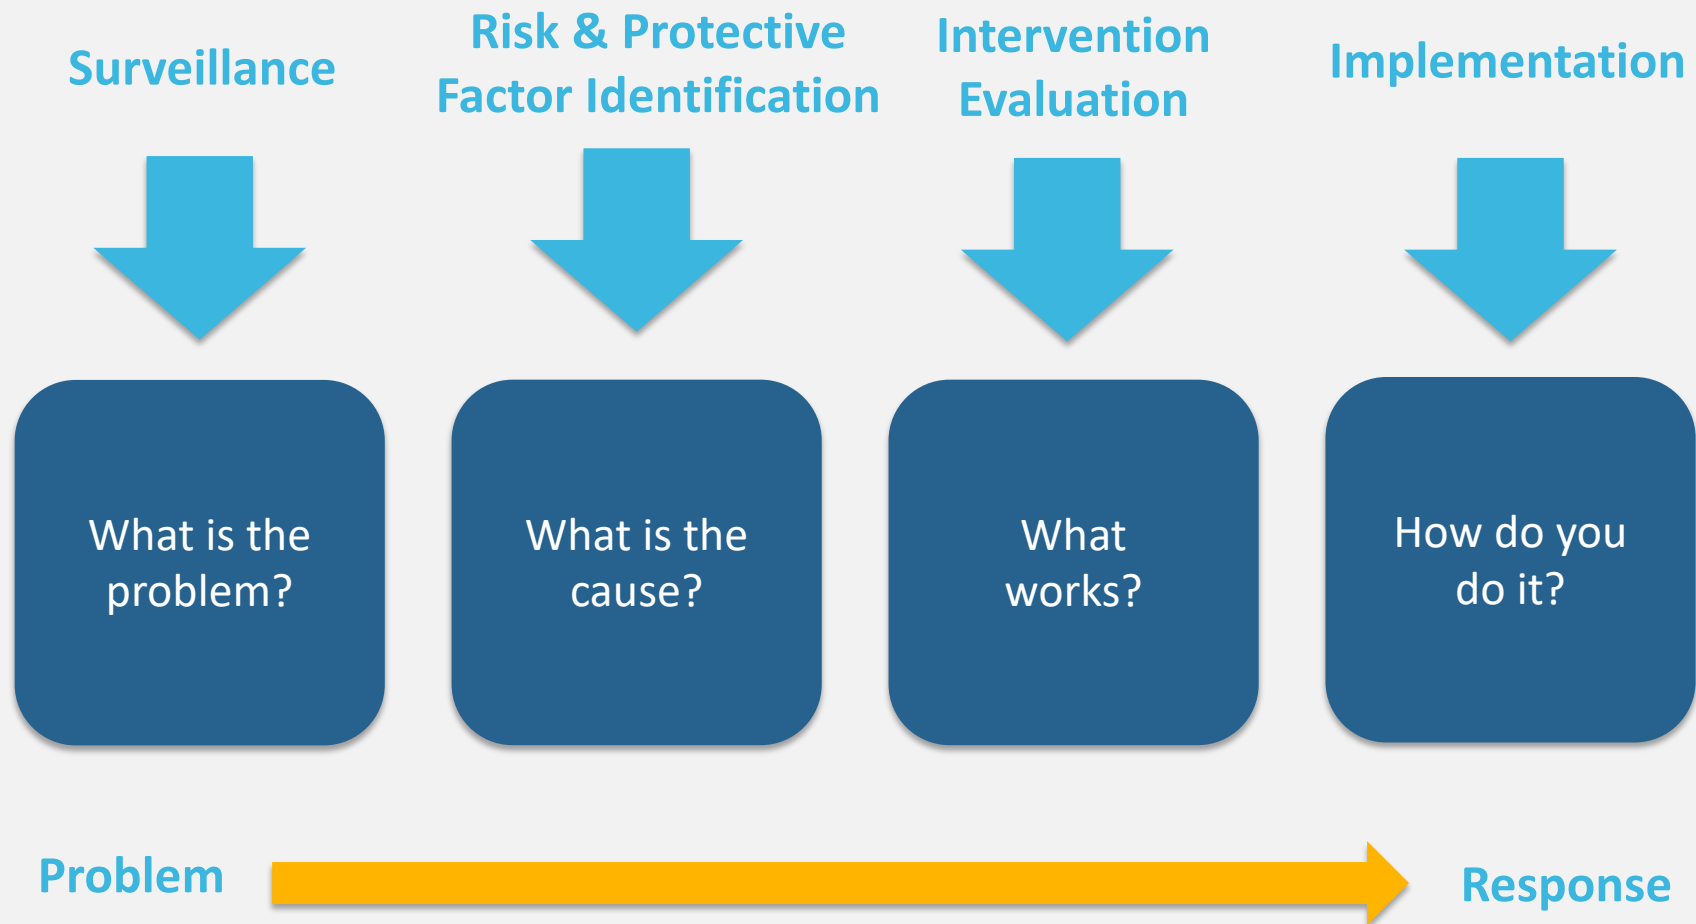 Surveillance
Risk & Protective
Factor Identification
Intervention
Evaluation
Implementation
What is the
problem?
What is the
cause?
What
works?
How do you
do it?
Problem
Response